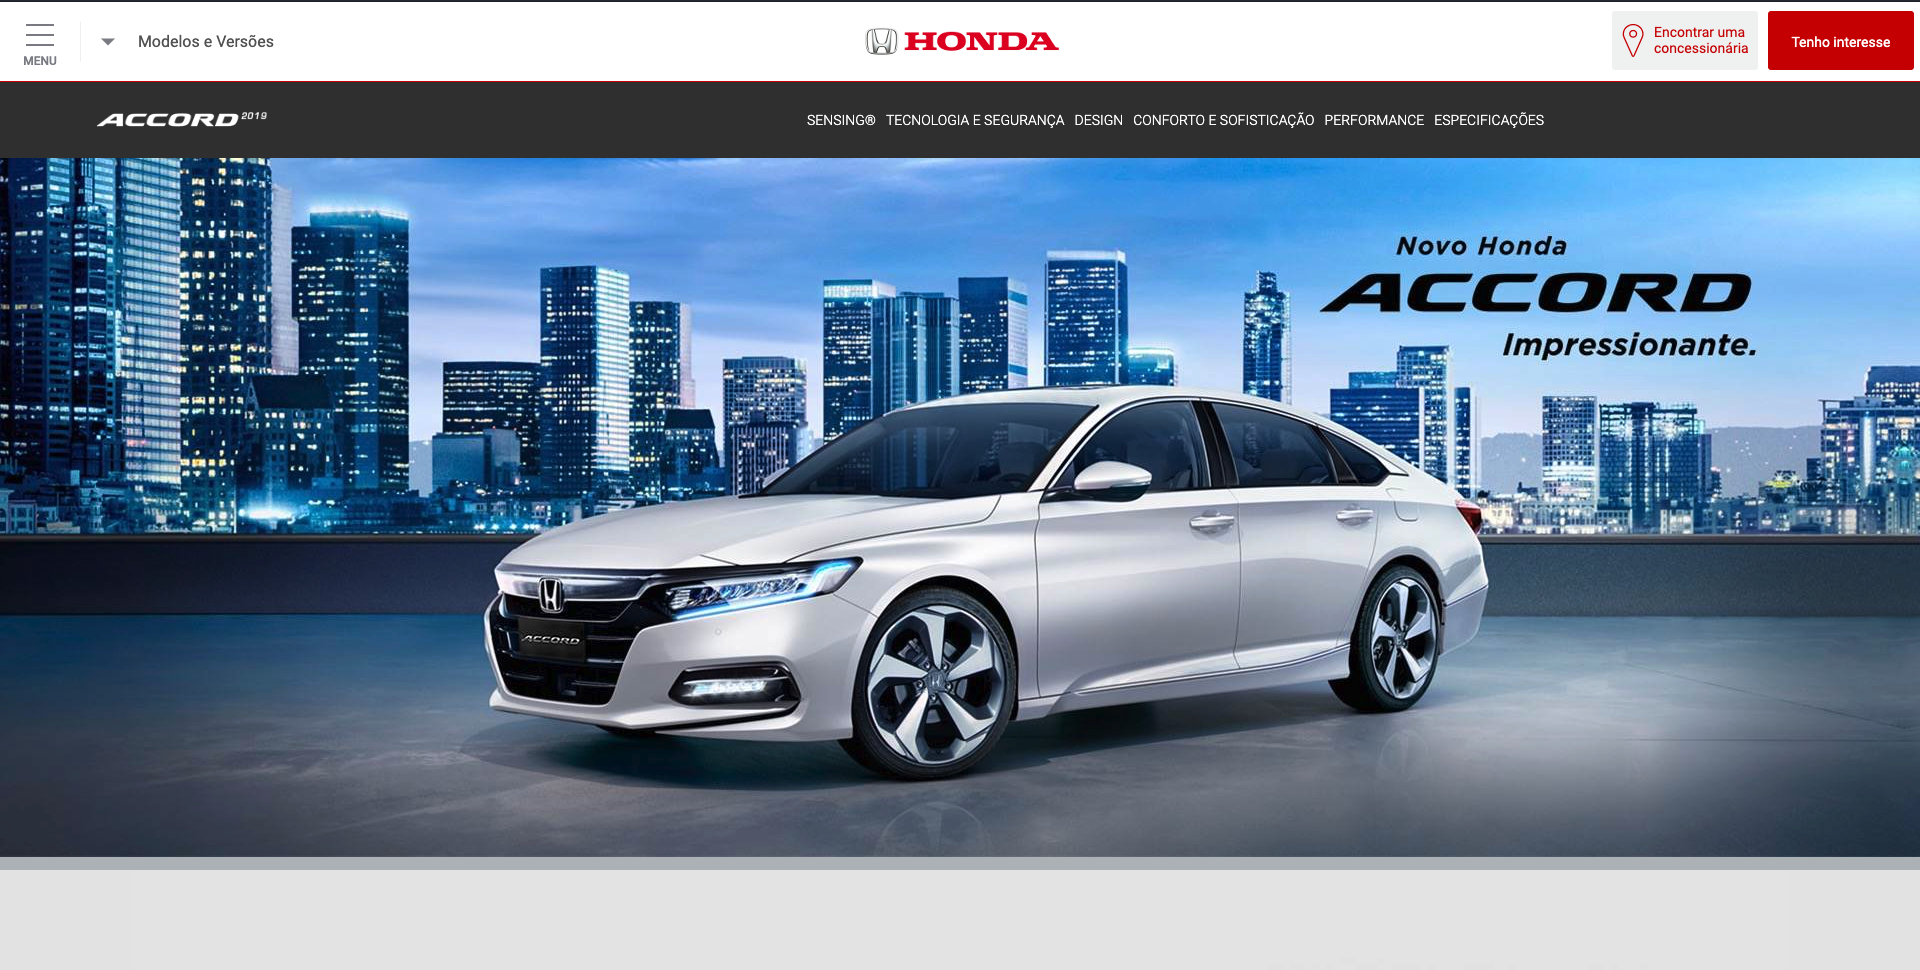 MENU
Modelos e Versões
HONDA
Encontrar uma
concessionária
Tenho interesse
ACCORD 2019
SENSING® TECNOLOGIA E SEGURANÇA DESIGN CONFORTO E SOFISTICAÇÃO PERFORMANCE ESPECIFICAÇÕES
Novo Honda
ACCORD
Impressionante.
ACCORD